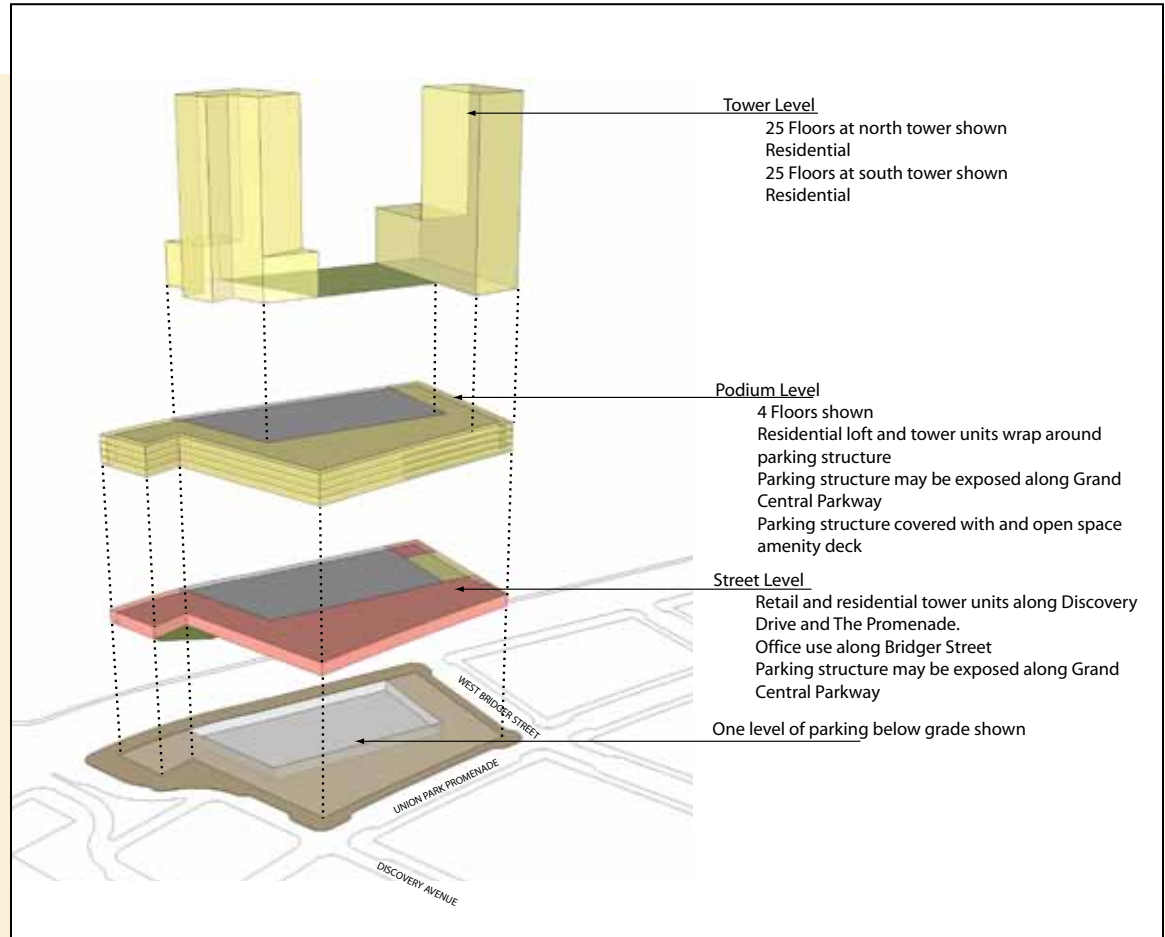 Tower Level
25 Floors at north tower shown
Residential
25 Floors at south tower shown
Residential
Podium Level
4 Floors shown
Residential loft and tower units wrap around
parking structure
Parking structure may be exposed along Grand
Central Parkway
Parking structure covered with and open space
amenity deck
Street Level
Retail and residential tower units along Discovery
Drive and The Promenade.
Office use along Bridger Street
Parking structure may be exposed along Grand
Central Parkway
One level of parking below grade shown
WEST BRIDGER STREET
UNION PARK PROMENADE
DISCOVERY AVENUE